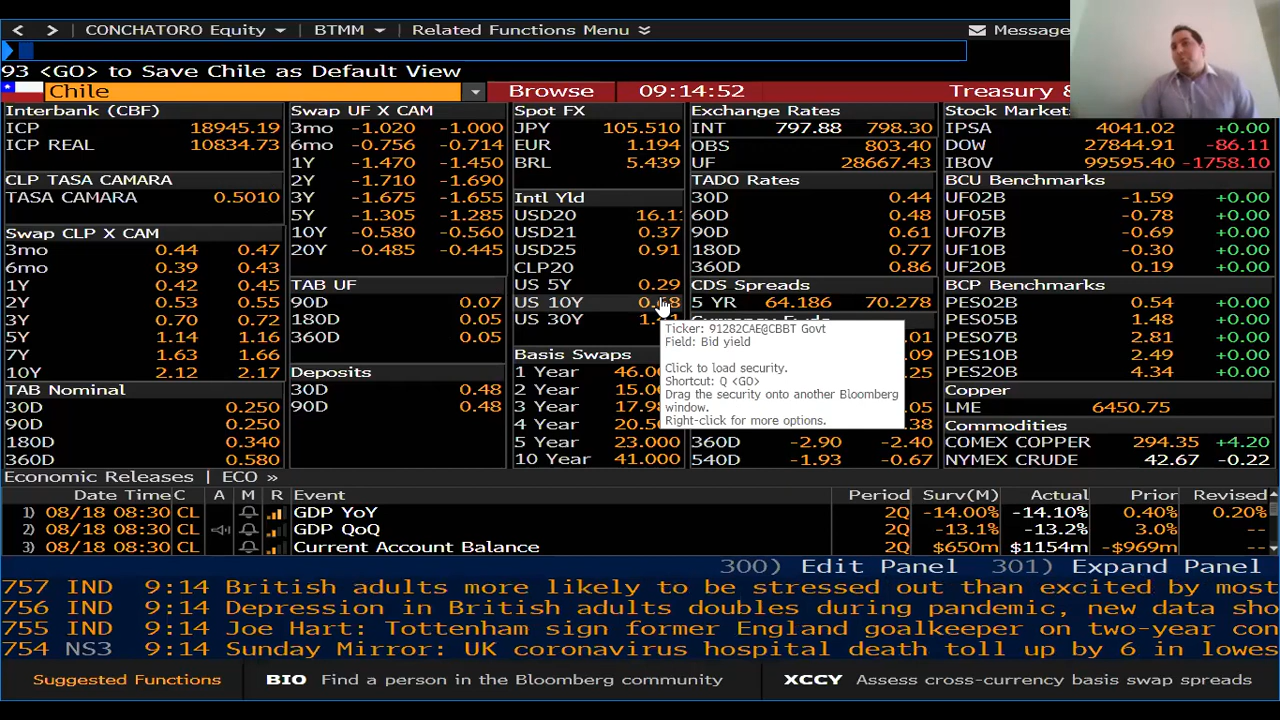 CONCHATORO Equity BTMM Related Functions Menu Message
93 <GO> to Save Chile as Default View
Chile Browse 09:14:52 Treasury &
Interbank (CBF)
ICP 18945.19
ICP REAL 10834.73
CLP TASA CAMARA
TASA CAMARA 0.5010
Swap CLP X CAM
3mo 0.44 0.47
6mo 0.39 0.43
1Y 0.42 0.45
2Y 0.53 0.55
3Y 0.70 0.72
5Y 1.14 1.16
7Y 1.63 1.66
10Y 2.12 2.17
TAB Nominal
30D 0.250
90D 0.250
180D 0.340
360D 0.580
Swap UF X CAM
3mo -1.020 -1.000
6mo -0.756 -0.714
1Y -1.470 -1.450
2Y -1.710 -1.690
3Y -1.675 -1.655
5Y -1.305 -1.285
10Y -0.580 -0.560
20Y -0.485 -0.445
TAB UF
90D 0.07
180D 0.05
360D 0.05
Deposits
30D 0.48
90D 0.48
Spot FX
JPY 105.510
EUR 1.194
BRL 5.439
Intl Yld
USD20 16.11
USD21 0.37
USD25 0.91
CLP20
US 5Y 0.29
US 10Y
US 30Y
Basis Swaps
1 Year 46.0
2 Year 15.0
3 Year 17.9
4 Year 20.5
5 Year 23.000
10 Year 41.000
Exchange Rates
INT 797.88 798.30
OBS 803.40
UF 28667.43
TADO Rates
30D 0.44
60D 0.48
90D 0.61
180D 0.77
360D 0.86
CDS Spreads
5 YR 64.186 70.278
Ticker: 91282CAE@CBBT Govt
Field: Bid yield
Click to load security.
Shortcut: Q <GO>
Drag the security onto another Bloomberg
window.
Right-click for more options.
360D -2.90 -2.40
540D -1.93 -0.67
Stock Market
IPSA 4041.02 +0.00
DOW 27844.91 -86.11
IBOV 99595.40 -1758.10
BCU Benchmarks
UF02B -1.59 +0.00
UF05B -0.78 +0.00
UF07B -0.69 +0.00
UF10B -0.30 +0.00
UF20B 0.19 +0.00
BCP Benchmarks
PES02B 0.54 +0.00
PES05B 1.48 +0.00
PES07B 2.81 +0.00
PES10B 2.49 +0.00
PES20B 4.34 +0.00
Copper
LME 6450.75
Commodities
COMEX COPPER 294.35 +4.20
NYMEX CRUDE 42.67 -0.22
Economic Releases | ECO »
Date Time C A M R Event Period Surv(M) Actual Prior Revised
1) 08/18 08:30 CL GDP YoY 2Q -14.00% -14.10% 0.40% 0.20%
2) 08/18 08:30 CL GDP QoQ 2Q -13.1% -13.2% 3.0% --
3) 08/18 08:30 CL Current Account Balance 2Q $650m $1154m -$969m --
300) Edit Panel 301) Expand Panel
757 IND 9:14 British adults more likely to be stressed out than excited by most
756 IND 9:14 Depression in British adults doubles during pandemic, new data sho
755 IND 9:14 Joe Hart: Tottenham sign former England goalkeeper on two-year con
754 NS3 9:14 Sunday Mirror: UK coronavirus hospital death toll up by 6 in lowes
Suggested Functions BIO Find a person in the Bloomberg community XCCY Assess cross-currency basis swap spreads